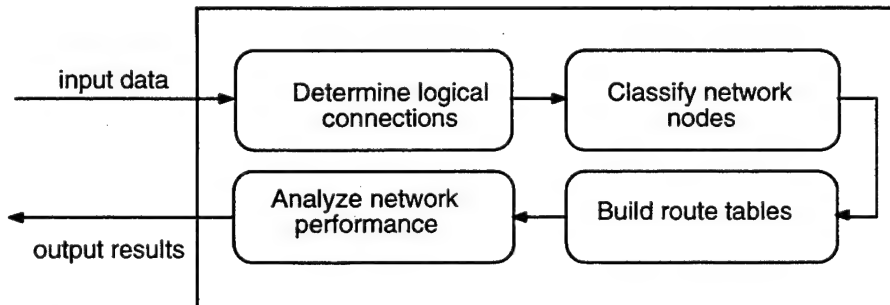 input data
Determine logical
connections
Classify network
nodes
Build route tables
Analyze network
performance
output results